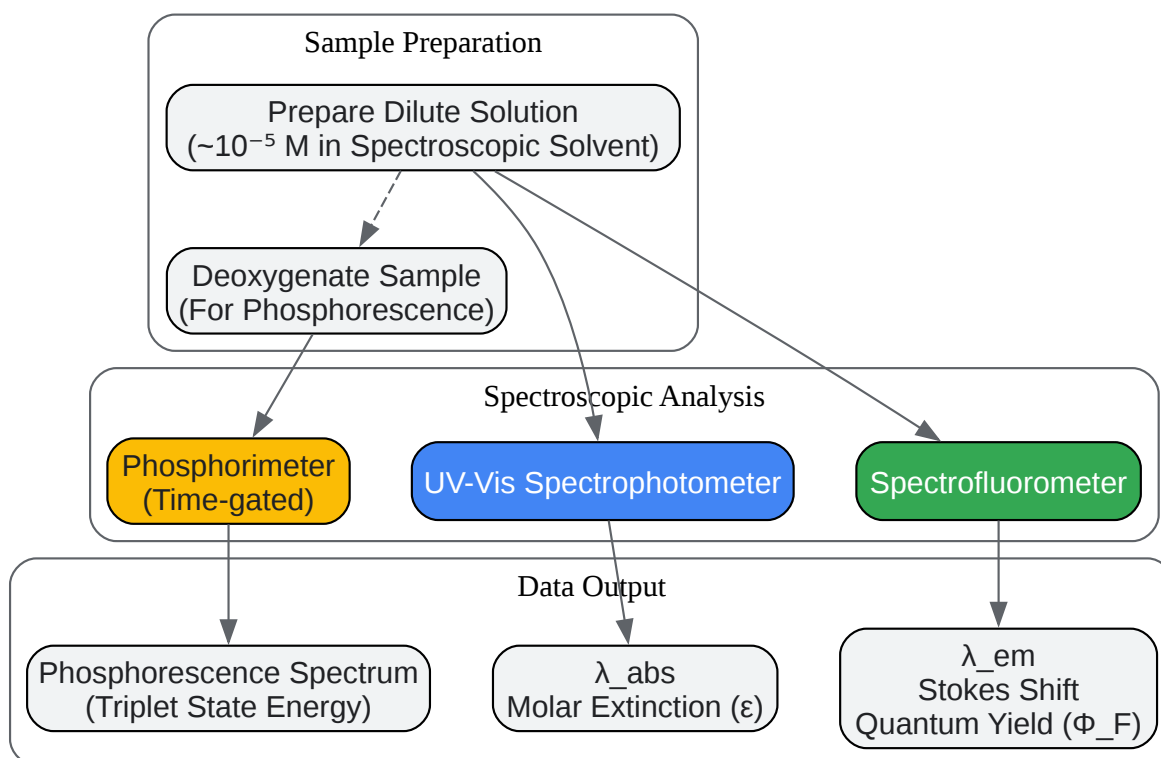 Sample Preparation
Prepare Dilute Solution
(~10⁻⁵ M in Spectroscopic Solvent)
Deoxygenate Sample
(For Phosphorescence)
Spectroscopic Analysis
Phosphorimeter
(Time-gated)
UV-Vis Spectrophotometer
Spectrofluorometer
Data Output
Phosphorescence Spectrum
(Triplet State Energy)
λ_abs
Molar Extinction (ε)
λ_em
Stokes Shift
Quantum Yield (Φ_F)